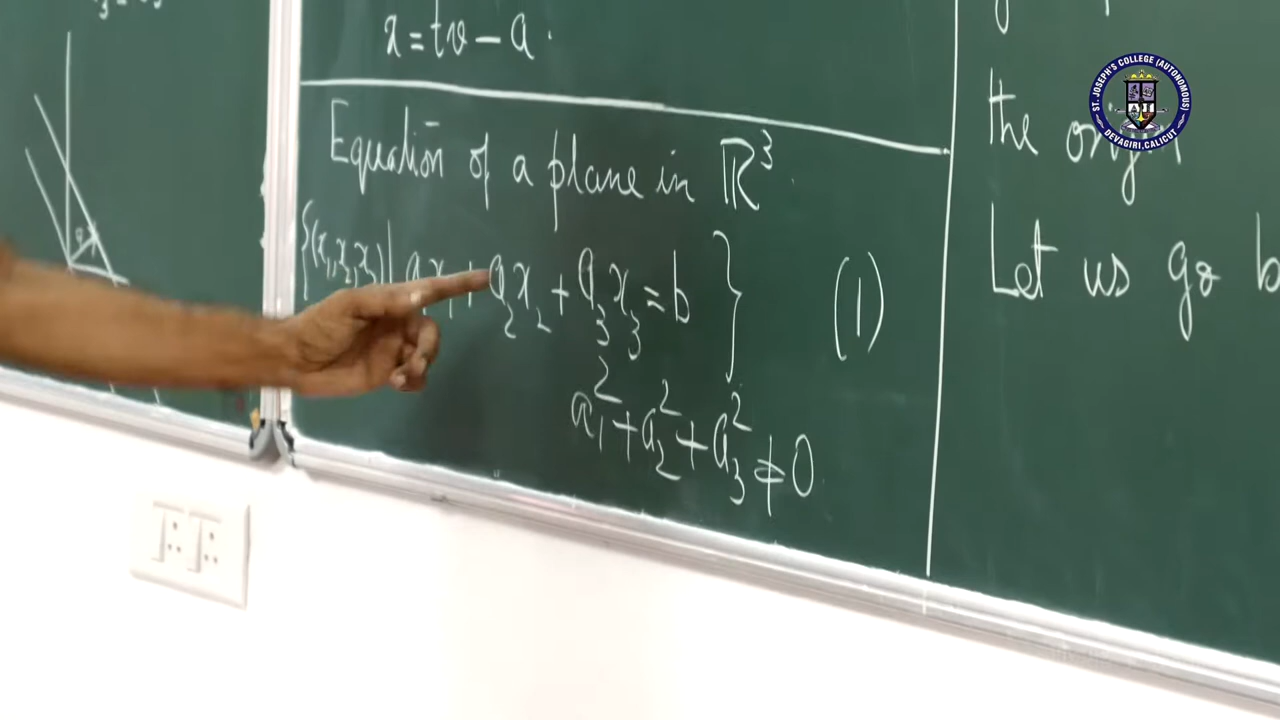 x = tv - a.
Equation of a plane in ℝ³.
{(x₁, x₂, x₃) | a₁x₁ + a₂x₂ + a₃x₃ = b } (1)
a₁² + a₂² + a₃² ≠ 0
the origin
Let us go b
ST. JOSEPH'S COLLEGE (AUTONOMOUS)
DEVAGIRI, CALICUT